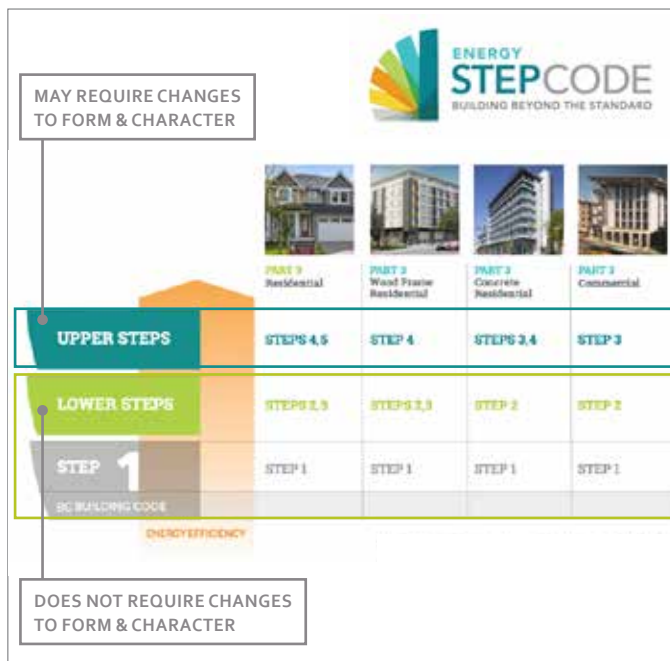 ENERGY
STEPCODE
BUILDING BEYOND THE STANDARD
MAY REQUIRE CHANGES
TO FORM & CHARACTER
PART 9
Residential
PART 3
Wood Frame
Residential
PART 3
Concrete
Residential
PART 3
Commercial
UPPER STEPS
STEPS 4,5
STEP 4
STEPS 3,4
STEP 3
LOWER STEPS
STEPS 2,3
STEPS 2,3
STEP 2
STEP 2
STEP 1
STEP 1
STEP 1
STEP 1
STEP 1
BC BUILDING CODE
ENERGY EFFICIENCY
DOES NOT REQUIRE CHANGES
TO FORM & CHARACTER